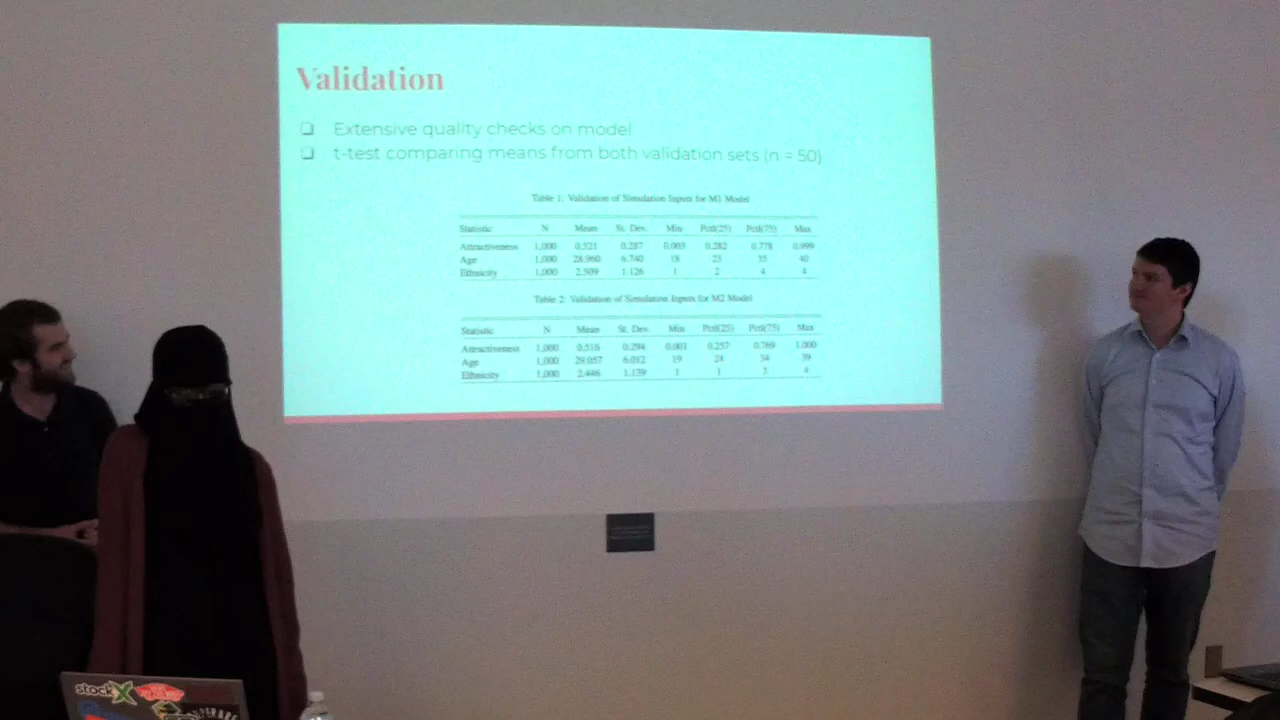 Validation
❑ Extensive quality checks on model
❑ t-test comparing means from both validation sets (n = 50)
Table 1: Validation of Simulation Inputs for M1 Model
Statistic N Mean St. Dev. Min Pctl(25) Pctl(75) Max
Attractiveness 1,000 0.521 0.287 0.003 0.282 0.778 0.999
Age 1,000 28.960 6.740 18 23 35 40
Ethnicity 1,000 2.509 1.126 1 2 4 4
Table 2: Validation of Simulation Inputs for M2 Model
Statistic N Mean St. Dev. Min Pctl(25) Pctl(75) Max
Attractiveness 1,000 0.516 0.294 0.001 0.257 0.769 1.000
Age 1,000 29.057 6.012 19 24 34 39
Ethnicity 1,000 2.446 1.139 1 1 3 4
stockX